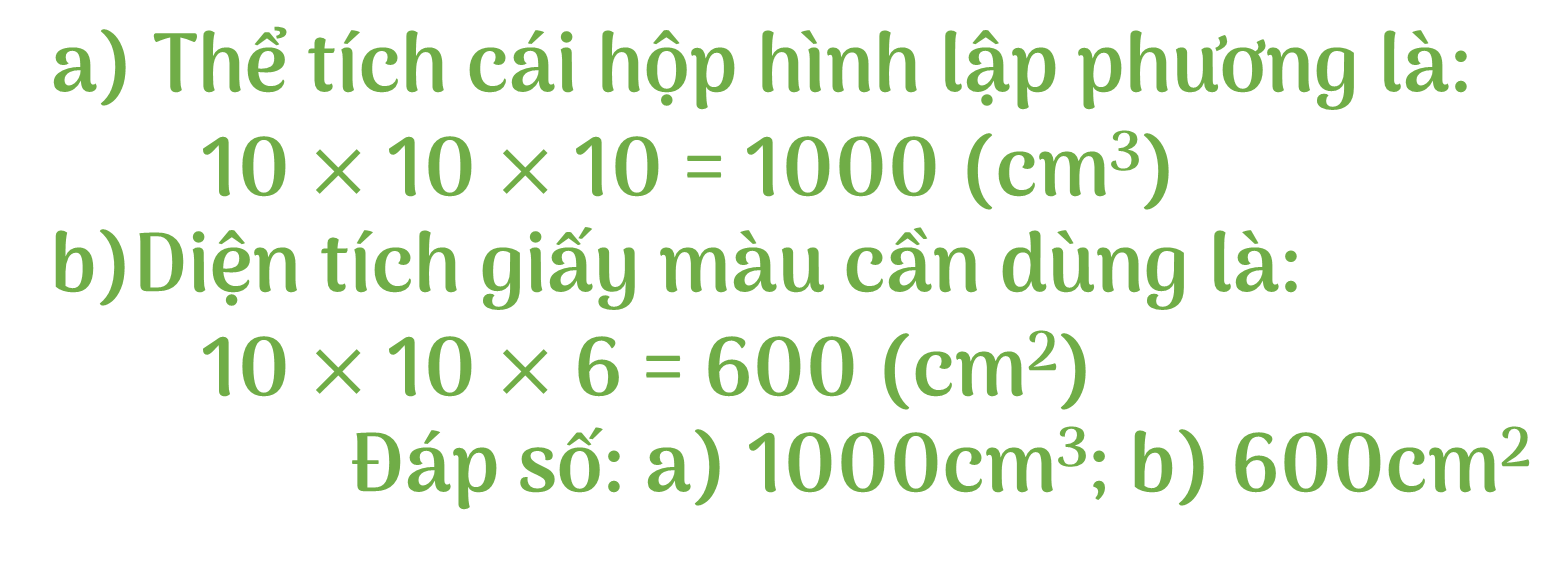 a) Thể tích cái hộp hình lập phương là:
10 × 10 × 10 = 1000 (cm³)
b)Diện tích giấy màu cần dùng là:
10 × 10 × 6 = 600 (cm²)
Đáp số: a) 1000cm³; b) 600cm²